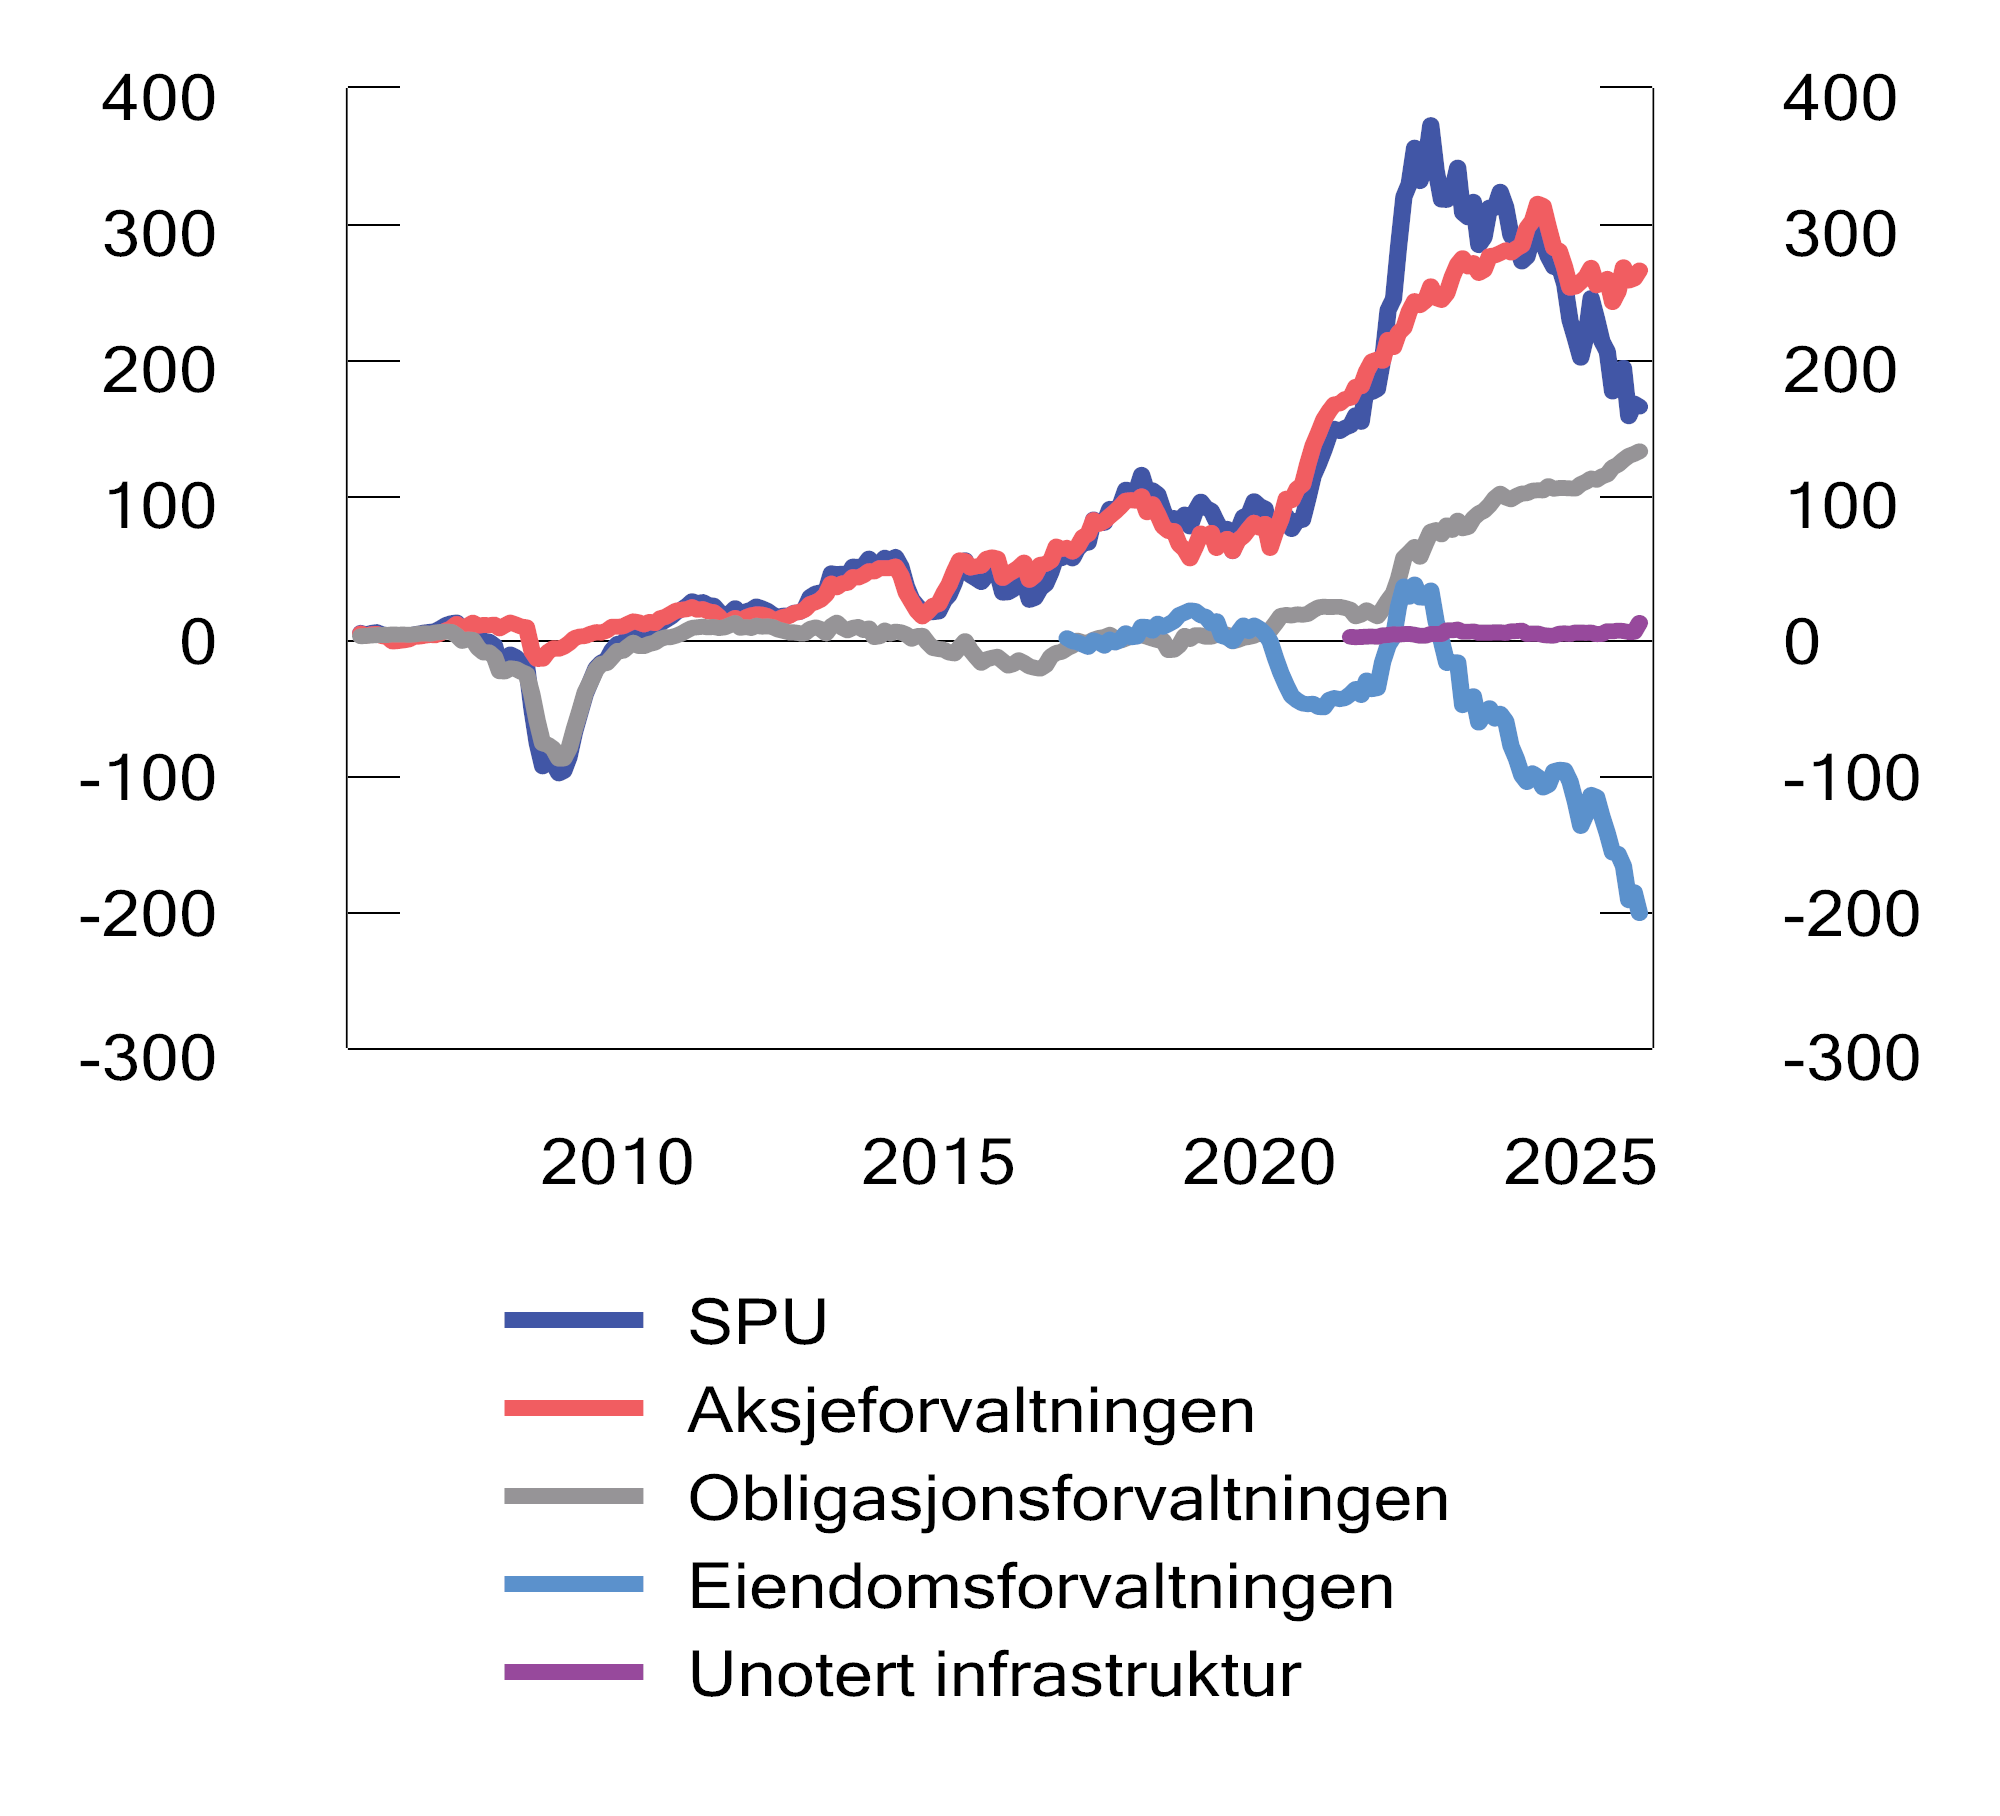 400 400
300 300
200 200
100 100
0 0
-100 -100
-200 -200
-300 -300
2010 2015 2020 2025
SPU
Aksjeforvaltningen
Obligasjonsforvaltningen
Eiendomsforvaltningen
Unotert infrastruktur